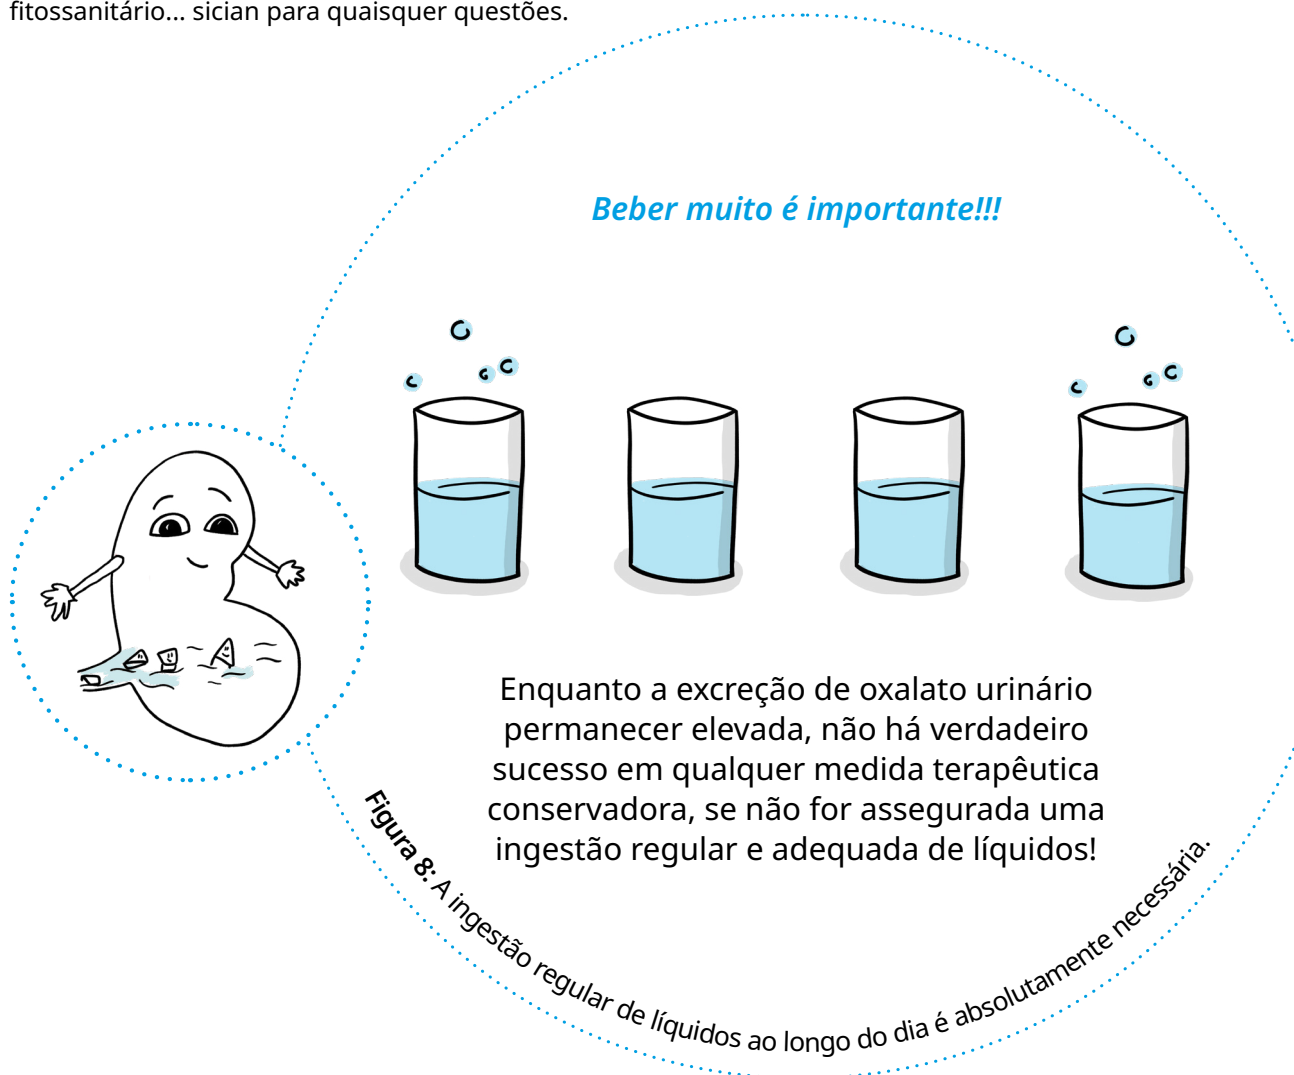 fitossanitário... sician para quaisquer questões.
Beber muito é importante!!!
Enquanto a excreção de oxalato urinário
permanecer elevada, não há verdadeiro
sucesso em qualquer medida terapêutica
conservadora, se não for assegurada uma
ingestão regular e adequada de líquidos!
Figura 8: A ingestão regular de líquidos ao longo do dia é absolutamente necessária.